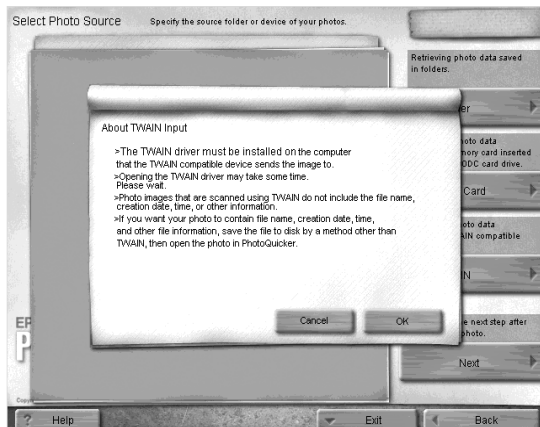 Select Photo Source
Specify the source folder or device of your photos.
Retrieving photo data saved
in folders.
er
About TWAIN Input
>The TWAIN driver must be installed on the computer
that the TWAIN compatible device sends the image to.
>Opening the TWAIN driver may take some time.
Please wait.
>Photo images that are scanned using TWAIN do not include the file name,
creation date, time, or other information.
>If you want your photo to contain file name, creation date, time,
and other file information, save the file to disk by a method other than
TWAIN, then open the photo in PhotoQuicker.
Cancel
OK
oto data
mory card inserted
ODC card drive.
Card
oto data
AIN compatible
N
e next step after
photo.
Next
EP
P
Copyr
? Help
Exit
Back